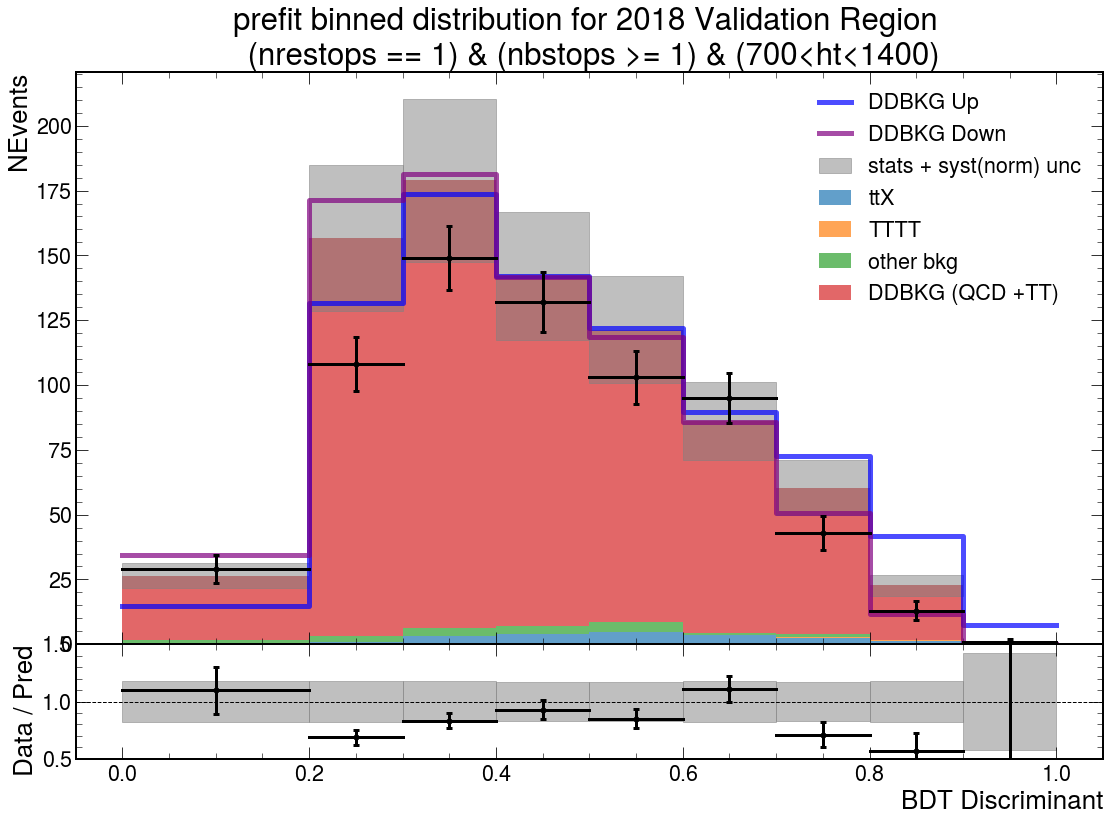 prefit binned distribution for 2018 Validation Region
(nrestops == 1) & (nbstops >= 1) & (700<ht<1400)
NEvents
200
175
150
125
100
75
50
25
0
DDBKG Up
DDBKG Down
stats + syst(norm) unc
ttX
TTTT
other bkg
DDBKG (QCD +TT)
Data / Pred
1.5
1.0
0.5
0.0
0.2
0.4
0.6
0.8
1.0
BDT Discriminant